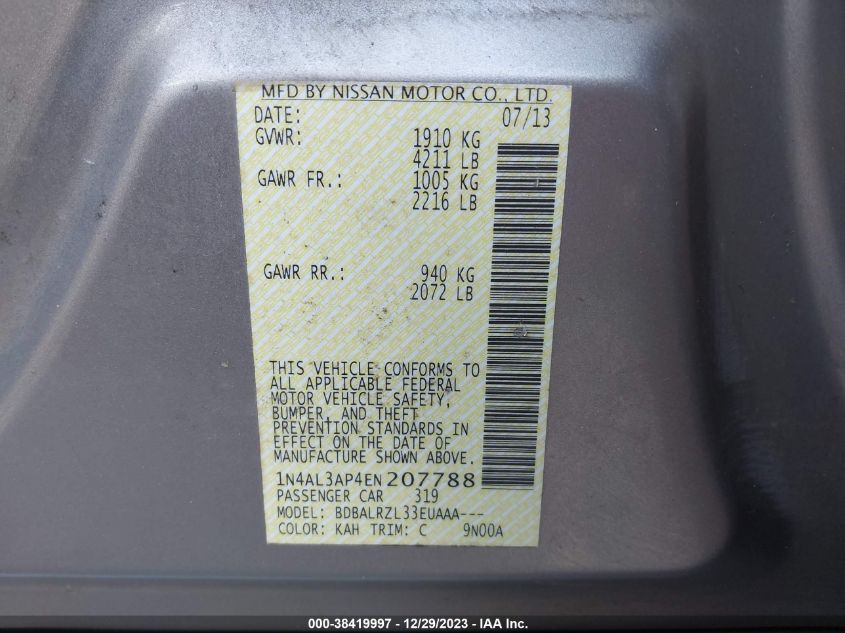 MFD BY NISSAN MOTOR CO., LTD.
DATE: 07/13
GVWR: 1910 KG
4211 LB
GAWR FR.: 1005 KG
2216 LB
GAWR RR.: 940 KG
2072 LB
THIS VEHICLE CONFORMS TO
ALL APPLICABLE FEDERAL
MOTOR VEHICLE SAFETY,
BUMPER, AND THEFT
PREVENTION STANDARDS IN
EFFECT ON THE DATE OF
MANUFACTURE SHOWN ABOVE.
1N4AL3AP4EN207788
PASSENGER CAR 319
MODEL: BDBALRZL33EUAAA---
COLOR: KAH TRIM: C 9N00A
000-38419997 - 12/29/2023 - IAA Inc.